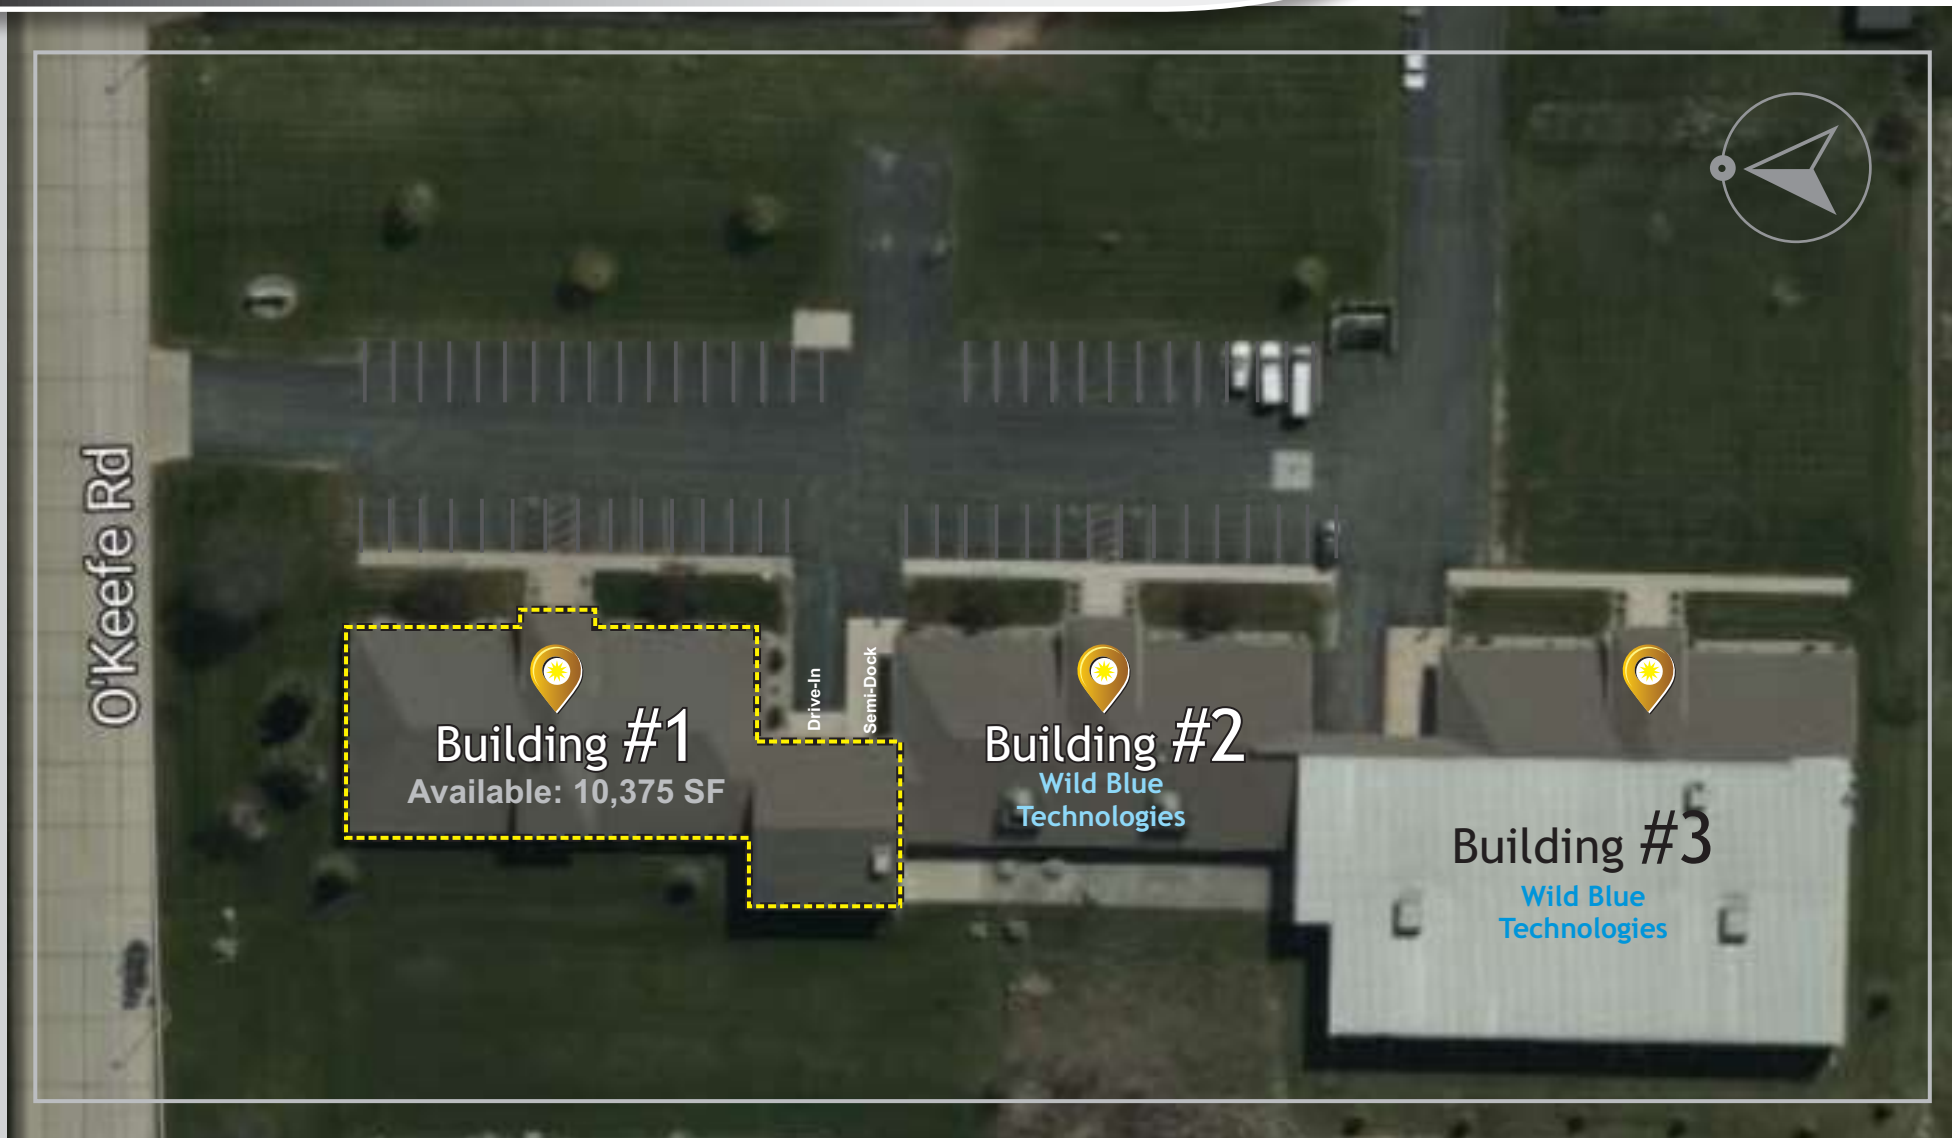 O'Keefe Rd
Building #1
Available: 10,375 SF
Drive-In
Semi-Dock
Building #2
Wild Blue
Technologies
Building #3
Wild Blue
Technologies